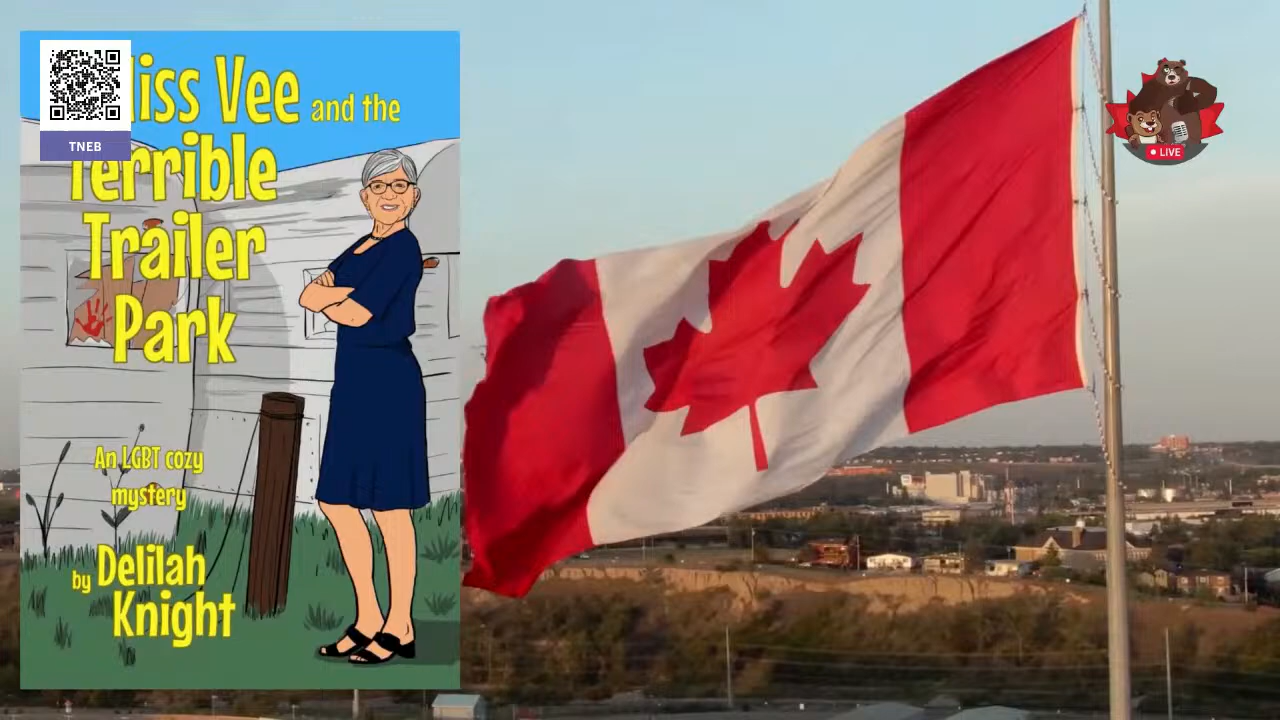 iss Vee and the
Terrible
Trailer
Park
An LGBT cozy
mystery
by Delilah
Knight
TNEB
LIVE